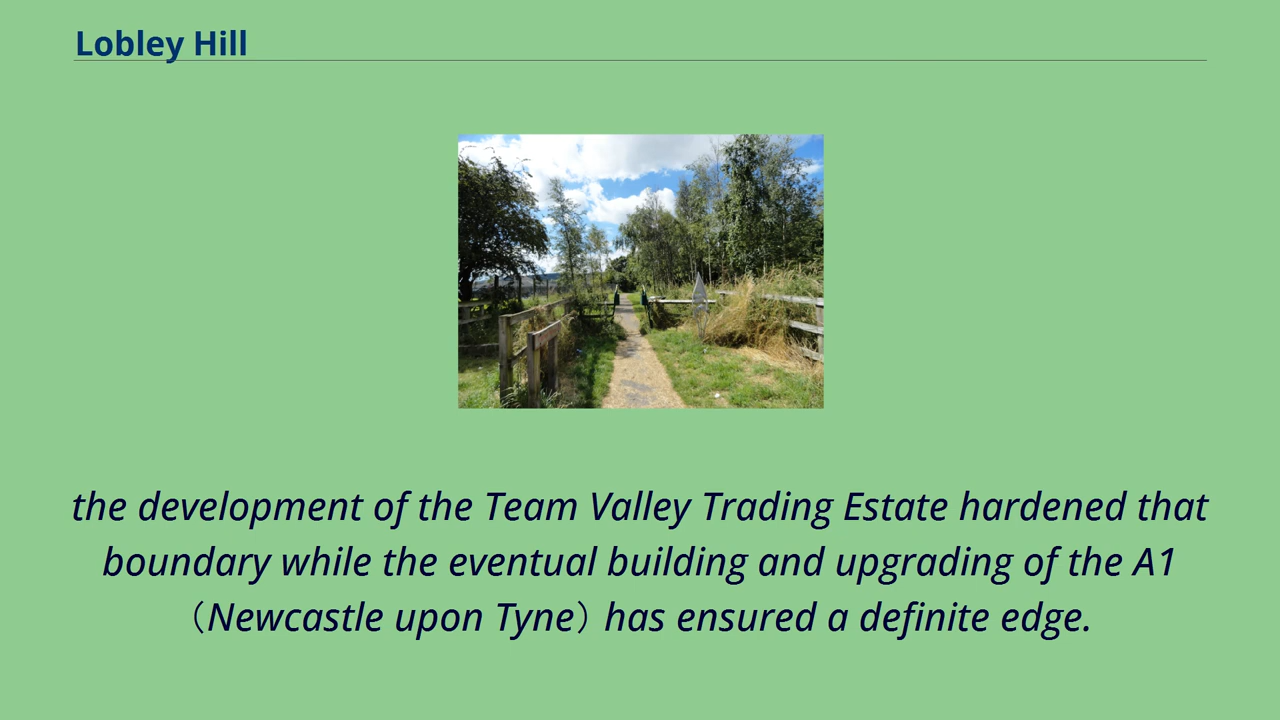 Lobley Hill
the development of the Team Valley Trading Estate hardened that
boundary while the eventual building and upgrading of the A1
（Newcastle upon Tyne）has ensured a definite edge.